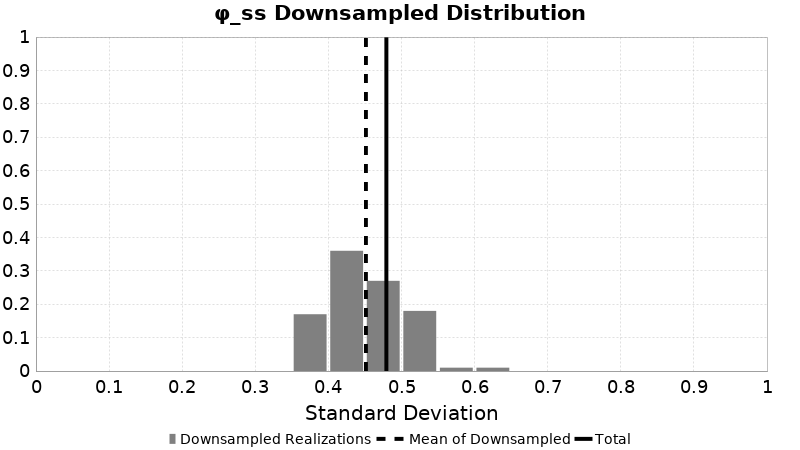 φ_ss Downsampled Distribution
1
0.9
0.8
0.7
0.6
0.5
0.4
0.3
0.2
0.1
0
0 0.1 0.2 0.3 0.4 0.5 0.6 0.7 0.8 0.9 1
Standard Deviation
Downsampled Realizations Mean of Downsampled Total